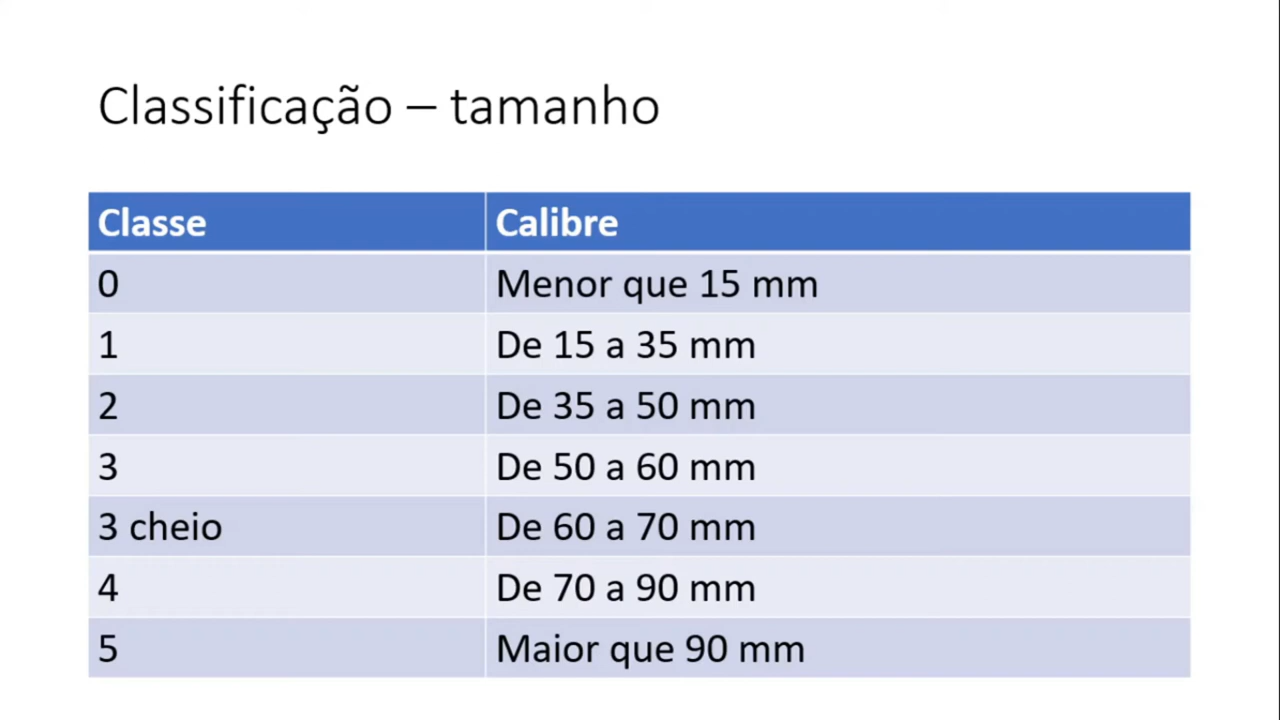 Classificação – tamanho
Classe Calibre
0 Menor que 15 mm
1 De 15 a 35 mm
2 De 35 a 50 mm
3 De 50 a 60 mm
3 cheio De 60 a 70 mm
4 De 70 a 90 mm
5 Maior que 90 mm